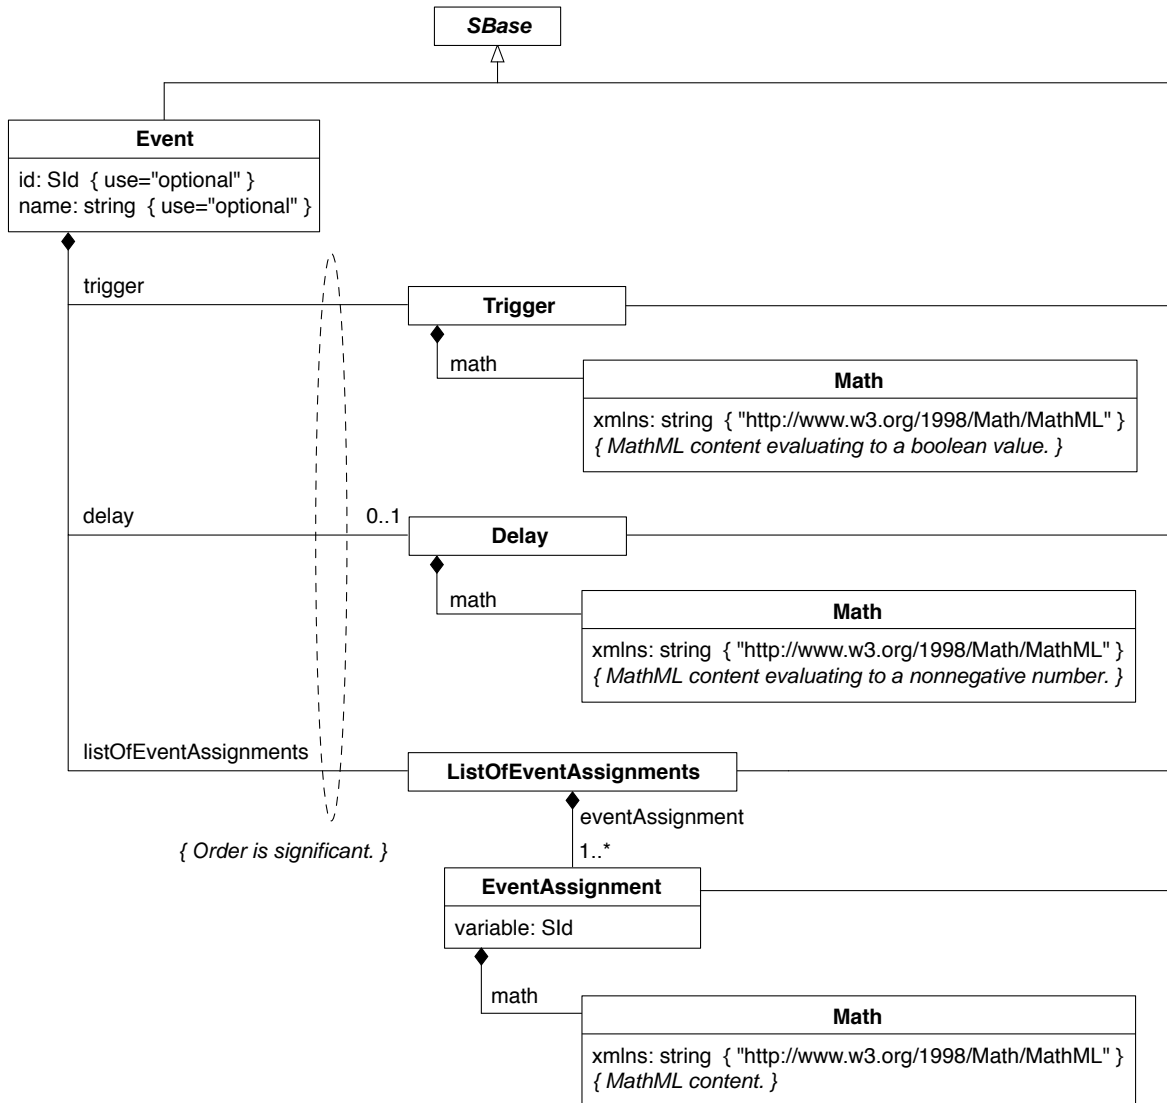 SBase
Event
id: SId { use="optional" }
name: string { use="optional" }
trigger
Trigger
math
Math
xmlns: string { "http://www.w3.org/1998/Math/MathML" }
{ MathML content evaluating to a boolean value. }
delay
0..1
Delay
math
Math
xmlns: string { "http://www.w3.org/1998/Math/MathML" }
{ MathML content evaluating to a nonnegative number. }
listOfEventAssignments
ListOfEventAssignments
eventAssignment
{ Order is significant. }
1..*
EventAssignment
variable: SId
math
Math
xmlns: string { "http://www.w3.org/1998/Math/MathML" }
{ MathML content. }